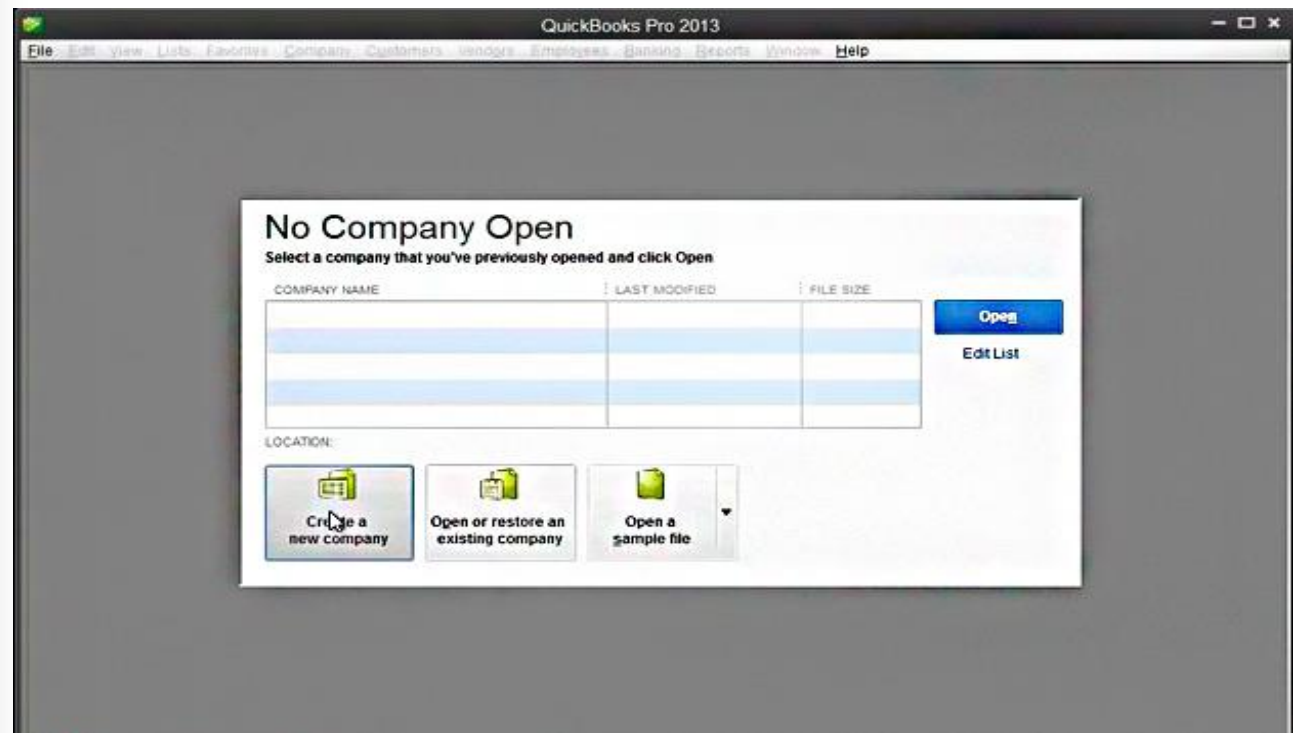 QuickBooks Pro 2013
File Edit View Lists Favorites Company Customers Vendors Employees Banking Reports Window Help
No Company Open
Select a company that you've previously opened and click Open
COMPANY NAME LAST MODIFIED FILE SIZE
Open
Edit List
LOCATION:
Create a
new company
Open or restore an
existing company
Open a
sample file